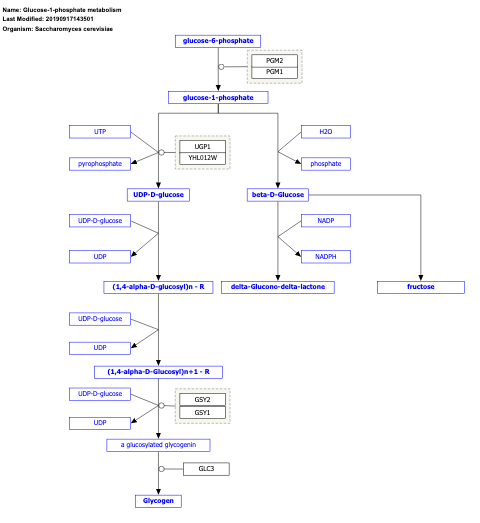 Name: Glucose-1-phosphate metabolism
Last Modified: 20190917143501
Organism: Saccharomyces cerevisiae
glucose-6-phosphate
PGM2
PGM1
glucose-1-phosphate
UTP
H2O
UGP1
YHL012W
pyrophosphate
phosphate
UDP-D-glucose
beta-D-Glucose
UDP-D-glucose
NADP
UDP
NADPH
(1,4-alpha-D-glucosyl)n - R
delta-Glucono-delta-lactone
fructose
UDP-D-glucose
UDP
(1,4-alpha-D-Glucosyl)n+1 - R
UDP-D-glucose
GSY2
GSY1
UDP
a glucosylated glycogenin
GLC3
Glycogen